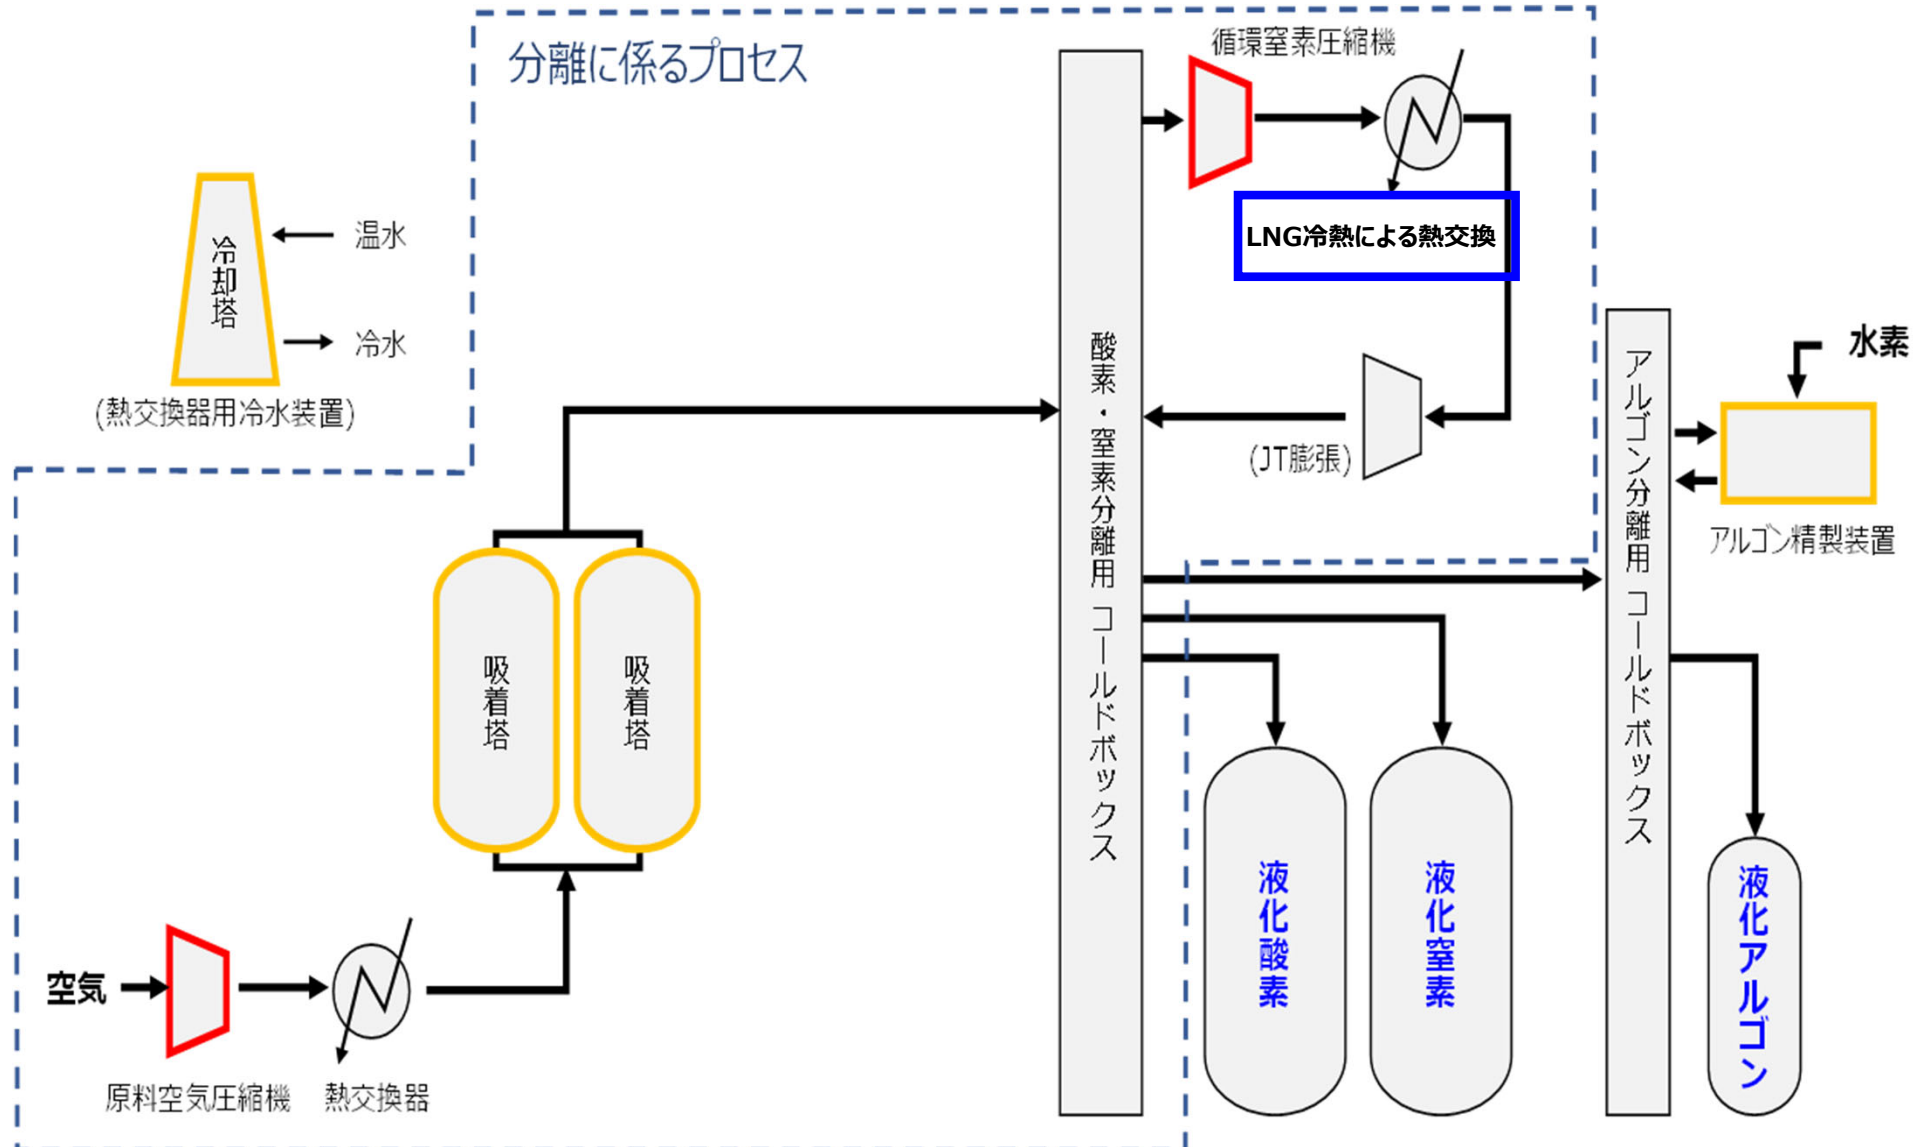 分離に係るプロセス
循環窒素圧縮機
LNG冷熱による熱交換
冷却塔
温水
冷水
(熱交換器用冷水装置)
酸素・窒素分離用 コールドボックス
(JT膨張)
アルゴン分離用 コールドボックス
水素
アルゴン精製装置
吸着塔
吸着塔
液化酸素
液化窒素
液化アルゴン
空気
原料空気圧縮機
熱交換器